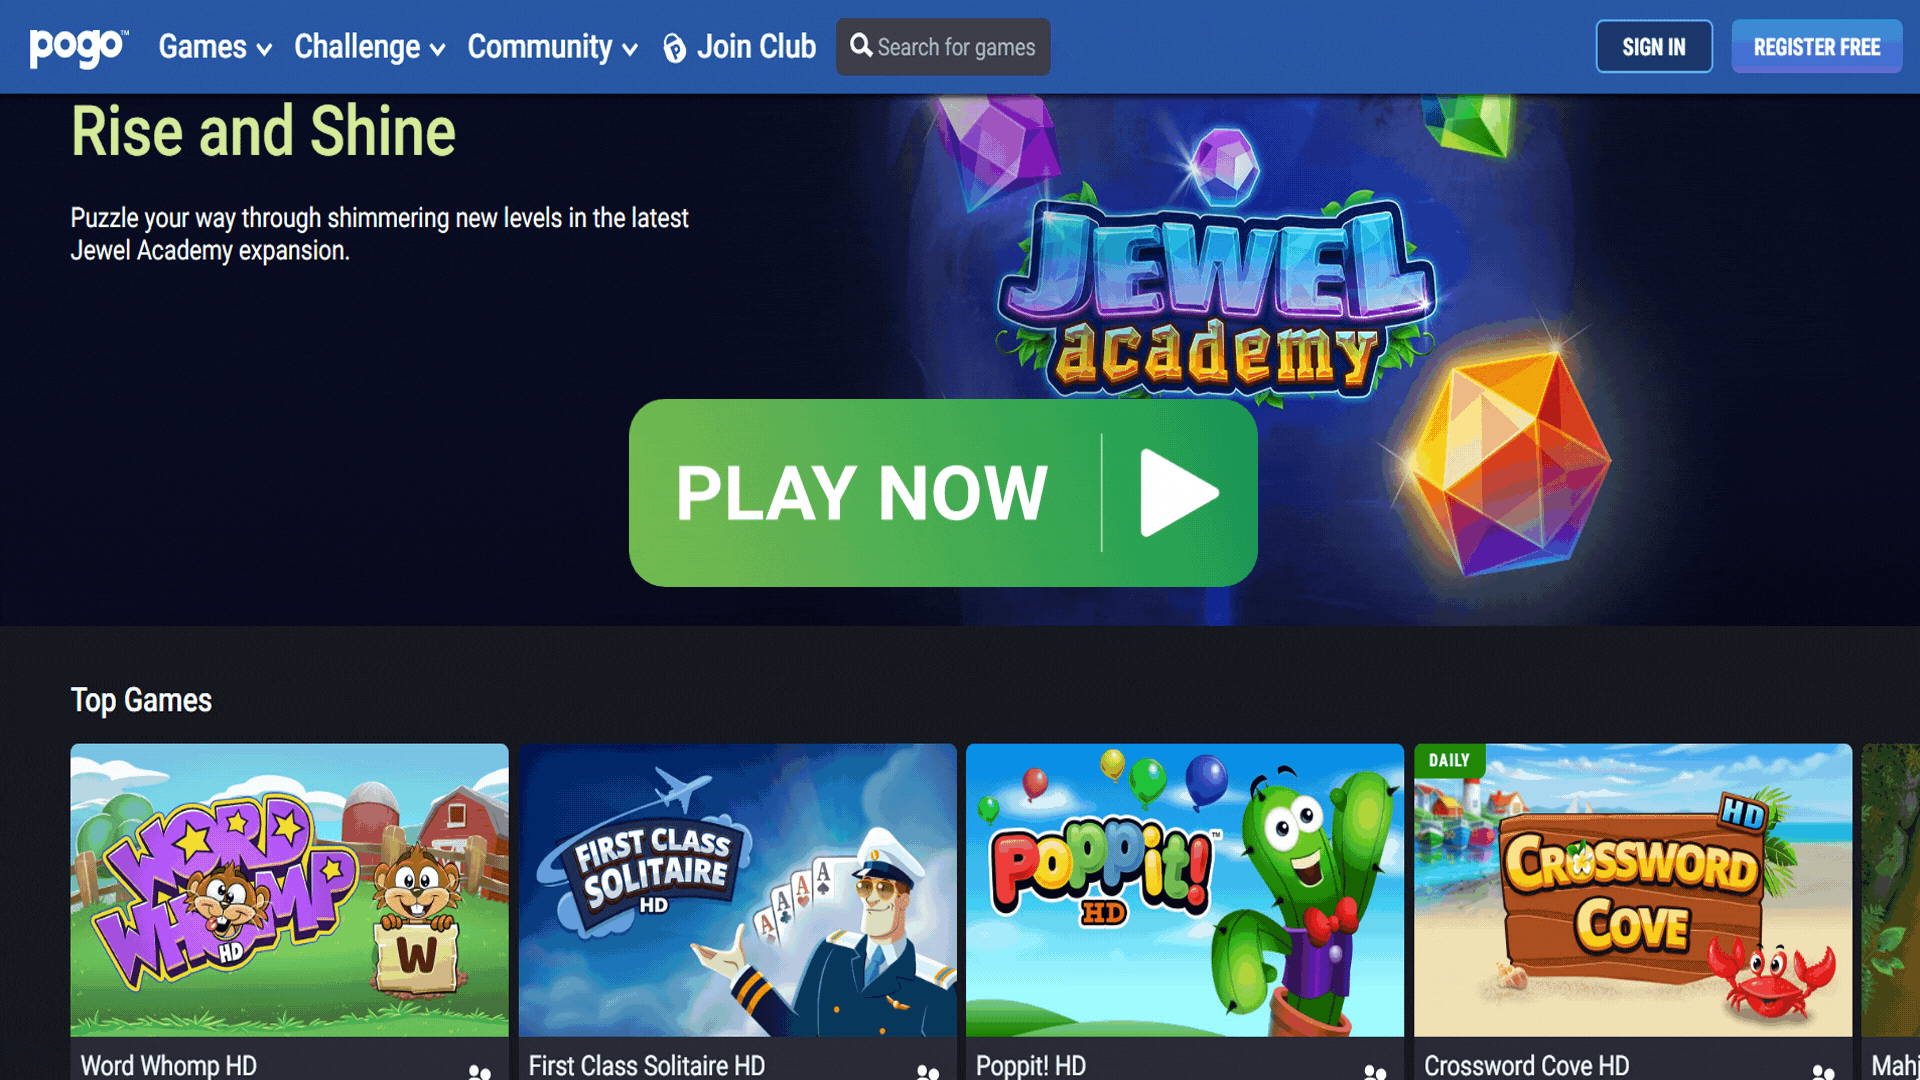 pogo™
Games
Challenge
Community
Join Club
Search for games
SIGN IN
REGISTER FREE
Rise and Shine
Puzzle your way through shimmering new levels in the latest
Jewel Academy expansion.
JEWEL
academy
PLAY NOW
Top Games
WORD
WHOMP
HD
W
FIRST CLASS
SOLITAIRE
HD
A A A A
POPPiT!™
HD
DAILY
HD
CROSSWORD
COVE
Word Whomp HD
First Class Solitaire HD
Poppit! HD
Crossword Cove HD
Mahj